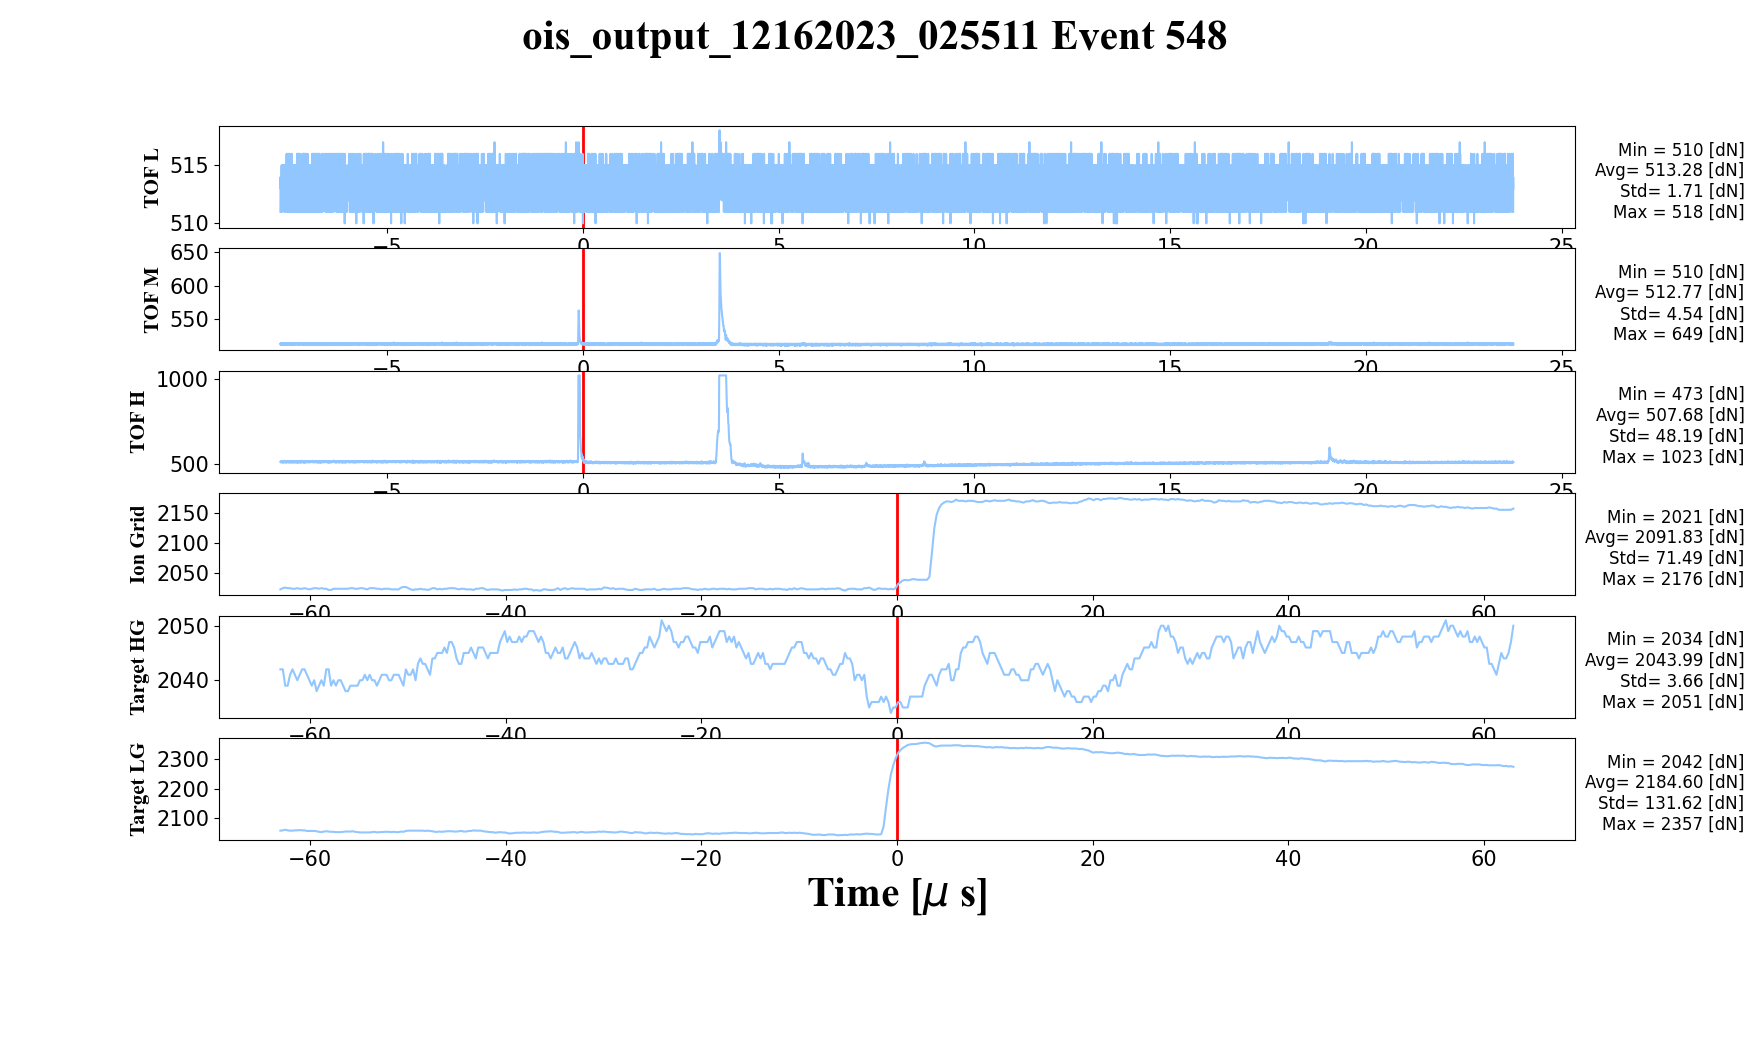 ois_output_12162023_025511 Event 548
TOF L
515
510
−5 0 5 10 15 20 25
Min = 510 [dN]
Avg= 513.28 [dN]
Std= 1.71 [dN]
Max = 518 [dN]
TOF M
650
600
550
−5 0 5 10 15 20 25
Min = 510 [dN]
Avg= 512.77 [dN]
Std= 4.54 [dN]
Max = 649 [dN]
TOF H
1000
500
−5 0 5 10 15 20 25
Min = 473 [dN]
Avg= 507.68 [dN]
Std= 48.19 [dN]
Max = 1023 [dN]
Ion Grid
2150
2100
2050
−60 −40 −20 0 20 40 60
Min = 2021 [dN]
Avg= 2091.83 [dN]
Std= 71.49 [dN]
Max = 2176 [dN]
Target HG
2050
2040
−60 −40 −20 0 20 40 60
Min = 2034 [dN]
Avg= 2043.99 [dN]
Std= 3.66 [dN]
Max = 2051 [dN]
Target LG
2300
2200
2100
−60 −40 −20 0 20 40 60
Min = 2042 [dN]
Avg= 2184.60 [dN]
Std= 131.62 [dN]
Max = 2357 [dN]
Time [μ s]